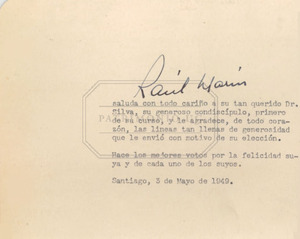 Raúl Marín
saluda con todo cariño a su tan querido Dr.
Silva, su generoso condiscípulo, primero
de su curso, y le agradece, de todo cora-
zón, las líneas tan llenas de generosidad
que le envió con motivo de su elección.
Hace los mejores votos por la felicidad su-
ya y de cada uno de los suyos.
Santiago, 3 de Mayo de 1949.